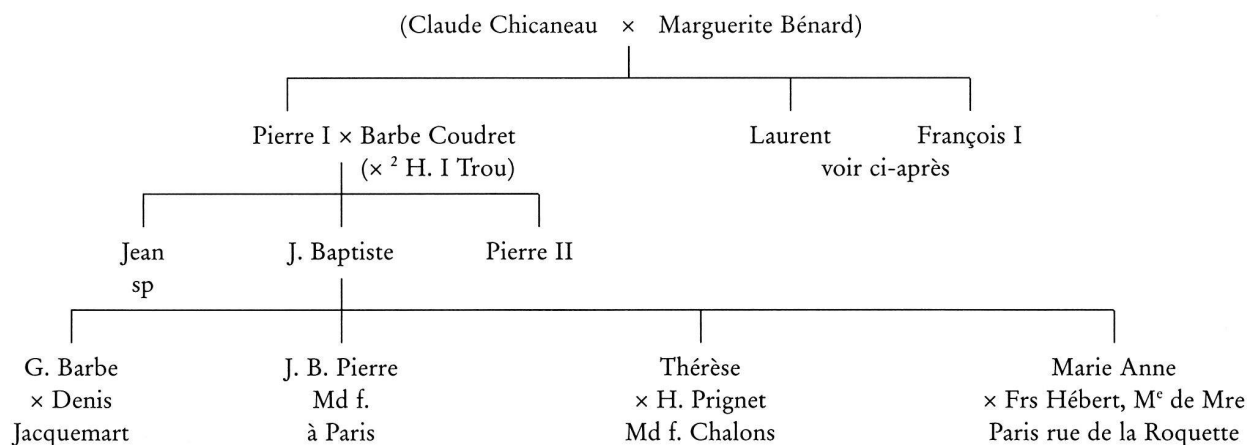 (Claude Chicaneau × Marguerite Bénard)
Pierre I × Barbe Coudret
(× ² H. I Trou)
Laurent François I
voir ci-après
Jean
sp
J. Baptiste
Pierre II
G. Barbe
× Denis
Jacquemart
J. B. Pierre
Md f.
à Paris
Thérèse
× H. Prignet
Md f. Chalons
Marie Anne
× Frs Hébert, Mᵉ de Mre
Paris rue de la Roquette